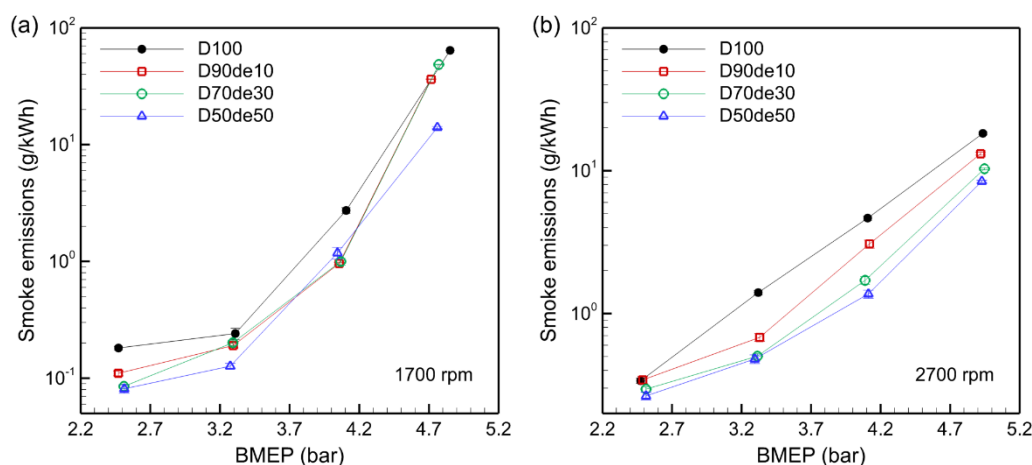 (a)
D100
D90de10
D70de30
D50de50
Smoke emissions (g/kWh)
10²
10¹
10⁰
10⁻¹
1700 rpm
2.2 2.7 3.2 3.7 4.2 4.7 5.2
BMEP (bar)
(b)
D100
D90de10
D70de30
D50de50
Smoke emissions (g/kWh)
10²
10¹
10⁰
2700 rpm
2.2 2.7 3.2 3.7 4.2 4.7 5.2
BMEP (bar)